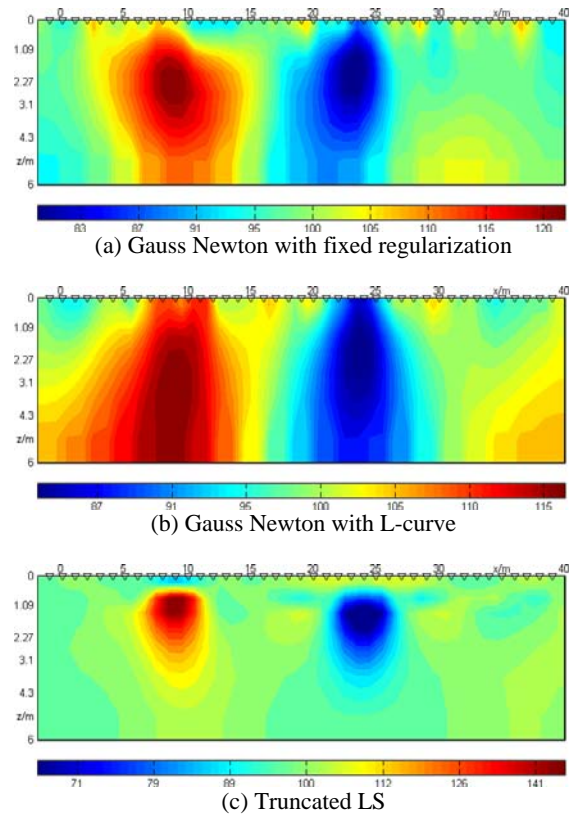 0 5 10 15 20 25 30 x/m 40
0
1.09
2.27
3.1
4.3
z/m
6
83 87 91 95 100 105 110 115 120
(a) Gauss Newton with fixed regularization
0 5 10 15 20 25 30 x/m 40
0
1.09
2.27
3.1
4.3
z/m
6
87 91 95 100 105 110 115
(b) Gauss Newton with L-curve
0 5 10 15 20 25 30 x/m 40
0
1.09
2.27
3.1
4.3
z/m
6
71 79 89 100 112 126 141
(c) Truncated LS